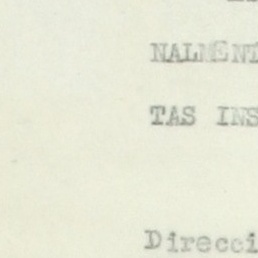 NALMENT
TAS INS
Direcci